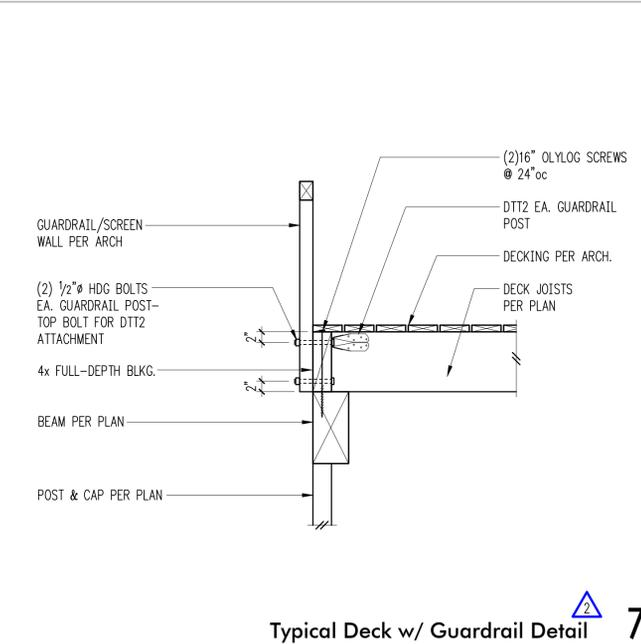 (2)16" OLYLOG SCREWS
@ 24"oc
DTT2 EA. GUARDRAIL
POST
DECKING PER ARCH.
DECK JOISTS
PER PLAN
GUARDRAIL/SCREEN
WALL PER ARCH
(2) 1/2"ø HDG BOLTS
EA. GUARDRAIL POST-
TOP BOLT FOR DTT2
ATTACHMENT
4x FULL-DEPTH BLKG.
BEAM PER PLAN
POST & CAP PER PLAN
2"
2"
2
Typical Deck w/ Guardrail Detail 7